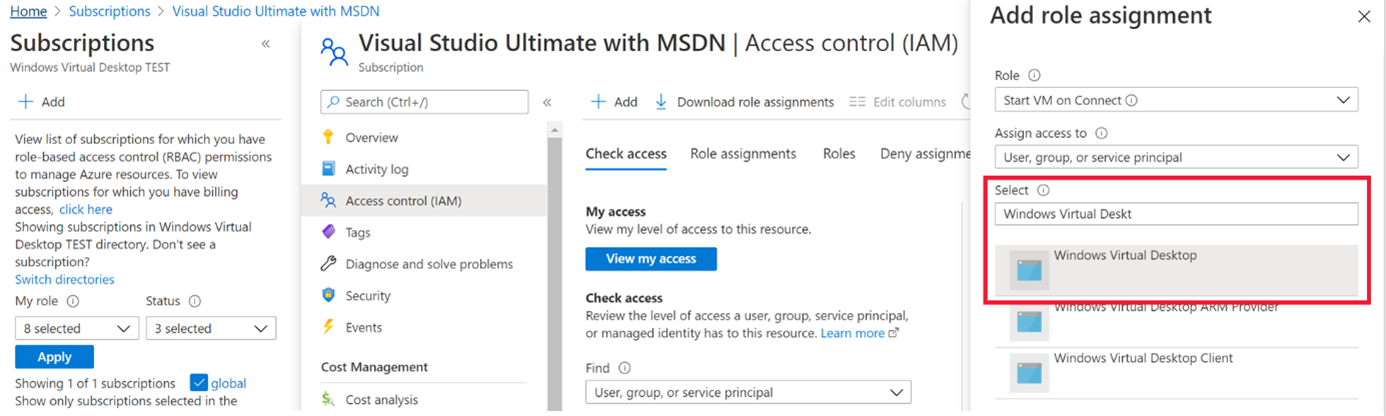 Home > Subscriptions > Visual Studio Ultimate with MSDN
Subscriptions
«
Windows Virtual Desktop TEST
Add
View list of subscriptions for which you have
role-based access control (RBAC) permissions
to manage Azure resources. To view
subscriptions for which you have billing
access, click here
Showing subscriptions in Windows Virtual
Desktop TEST directory. Don't see a
subscription?
Switch directories
My role
Status
8 selected
3 selected
Apply
Showing 1 of 1 subscriptions global
Show only subscriptions selected in the
Visual Studio Ultimate with MSDN | Access control (IAM)
Subscription
Search (Ctrl+/)
«
Overview
Activity log
Access control (IAM)
Tags
Diagnose and solve problems
Security
Events
Cost Management
Cost analysis
Add
Download role assignments
Edit columns
Check access
Role assignments
Roles
Deny assignme
My access
View my level of access to this resource.
View my access
Check access
Review the level of access a user, group, service principal,
or managed identity has to this resource. Learn more
Find
User, group, or service principal
Add role assignment
Role
Start VM on Connect
Assign access to
User, group, or service principal
Select
Windows Virtual Deskt
Windows Virtual Desktop
Windows Virtual Desktop ARM Provider
Windows Virtual Desktop Client